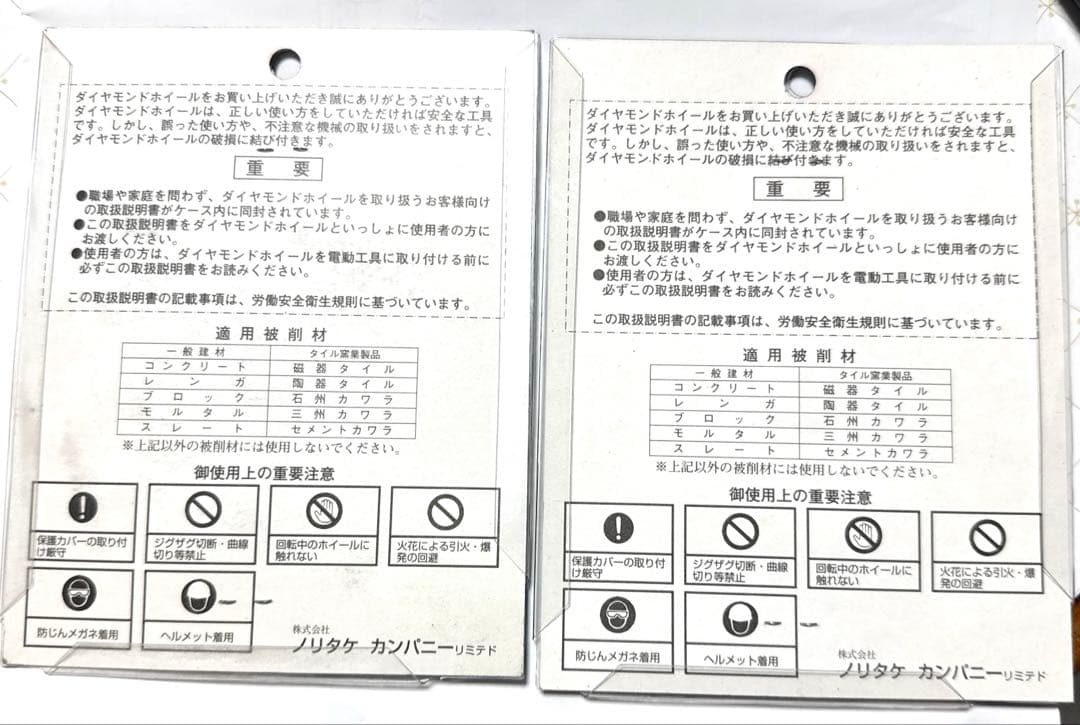 ダイヤモンドホイールをお買い上げいただき誠にありがとうございます。
ダイヤモンドホイールは、正しい使い方をしていただければ安全な工具
です。しかし、誤った使い方や、不注意な機械の取り扱いをされますと、
ダイヤモンドホイールの破損に結び付きます。
重要
●職場や家庭を問わず、ダイヤモンドホイールを取り扱うお客様向け
の取扱説明書がケース内に同封されています。
●この取扱説明書をダイヤモンドホイールといっしょに使用者の方に
お渡しください。
●使用者の方は、ダイヤモンドホイールを電動工具に取り付ける前に
必ずこの取扱説明書をお読みください。
この取扱説明書の記載事項は、労働安全衛生規則に基づいています。
適用被削材
一般建材 タイル窯業製品
コンクリート 磁器タイル
レンガ 陶器タイル
ブロック 石州カワラ
モルタル 三州カワラ
スレート セメントカワラ
※上記以外の被削材には使用しないでください。
御使用上の重要注意
保護カバーの取り付
け厳守
ジグザグ切断・曲線
切り等禁止
回転中のホイールに
触れない
火花による引火・爆
発の回避
防じんメガネ着用
ヘルメット着用
株式会社
ノリタケ カンパニーリミテド
ダイヤモンドホイールをお買い上げいただき誠にありがとうございます。
ダイヤモンドホイールは、正しい使い方をしていただければ安全な工具
です。しかし、誤った使い方や、不注意な機械の取り扱いをされますと、
ダイヤモンドホイールの破損に結び付きます。
重要
●職場や家庭を問わず、ダイヤモンドホイールを取り扱うお客様向け
の取扱説明書がケース内に同封されています。
●この取扱説明書をダイヤモンドホイールといっしょに使用者の方に
お渡しください。
●使用者の方は、ダイヤモンドホイールを電動工具に取り付ける前に
必ずこの取扱説明書をお読みください。
この取扱説明書の記載事項は、労働安全衛生規則に基づいています。
適用被削材
一般建材 タイル窯業製品
コンクリート 磁器タイル
レンガ 陶器タイル
ブロック 石州カワラ
モルタル 三州カワラ
スレート セメントカワラ
※上記以外の被削材には使用しないでください。
御使用上の重要注意
保護カバーの取り付
け厳守
ジグザグ切断・曲線
切り等禁止
回転中のホイールに
触れない
火花による引火・爆
発の回避
防じんメガネ着用
ヘルメット着用
株式会社
ノリタケ カンパニーリミテド